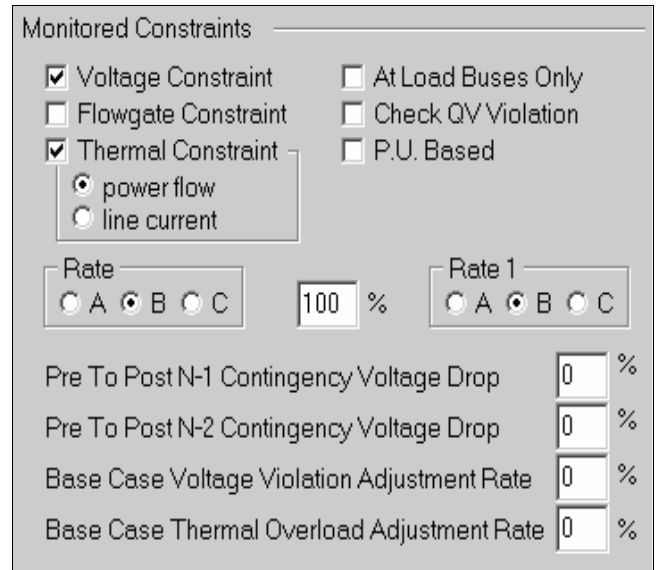 Monitored Constraints
Voltage Constraint At Load Buses Only
Flowgate Constraint Check QV Violation
Thermal Constraint P.U. Based
power flow
line current
Rate Rate 1
A B C 100 % A B C
Pre To Post N-1 Contingency Voltage Drop 0 %
Pre To Post N-2 Contingency Voltage Drop 0 %
Base Case Voltage Violation Adjustment Rate 0 %
Base Case Thermal Overload Adjustment Rate 0 %